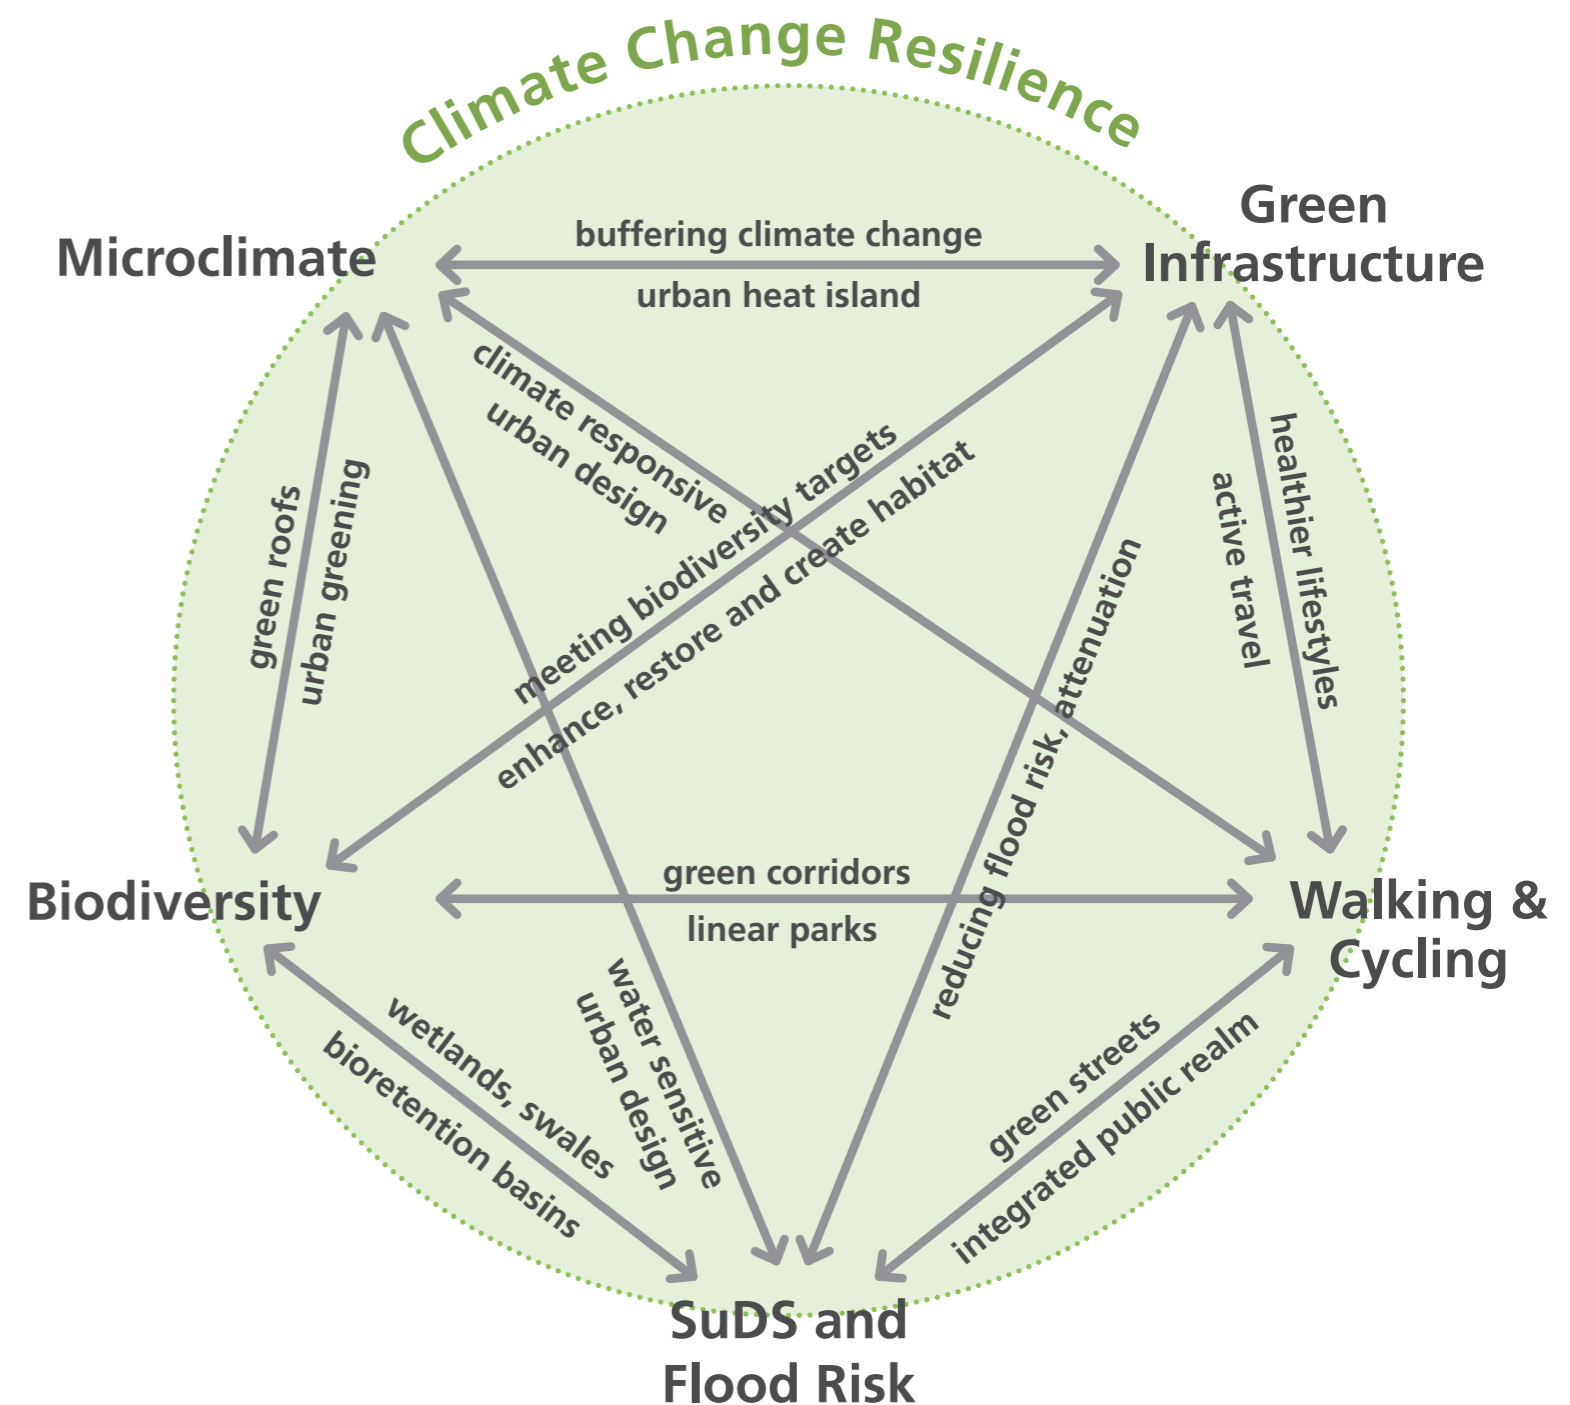 Climate Change Resilience
Microclimate
Green
Infrastructure
buffering climate change
urban heat island
climate responsive
urban design
meeting biodiversity targets
enhance, restore and create habitat
healthier lifestyles
active travel
green roofs
urban greening
reducing flood risk, attenuation
Biodiversity
green corridors
linear parks
Walking &
Cycling
water sensitive
urban design
wetlands, swales
bioretention basins
green streets
integrated public realm
SuDS and
Flood Risk